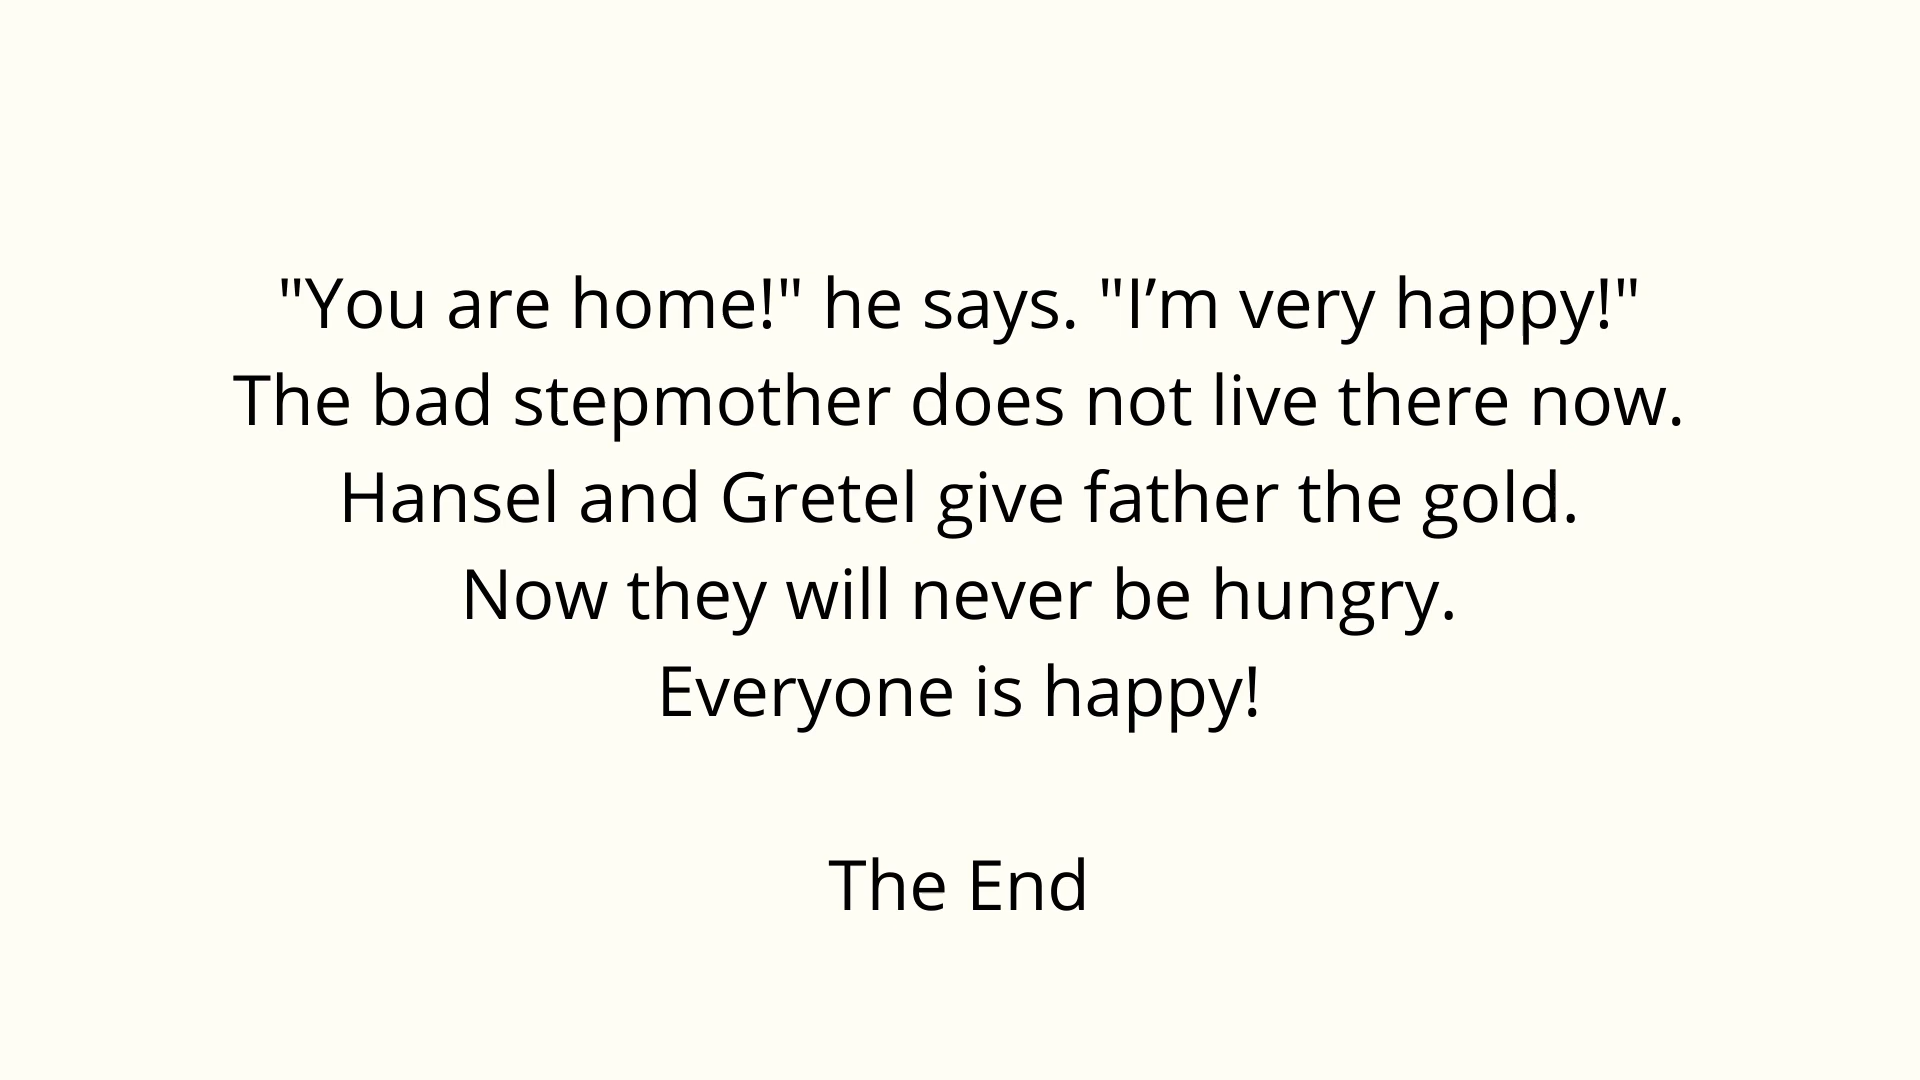 "You are home!" he says. "I’m very happy!"
The bad stepmother does not live there now.
Hansel and Gretel give father the gold.
Now they will never be hungry.
Everyone is happy!
The End